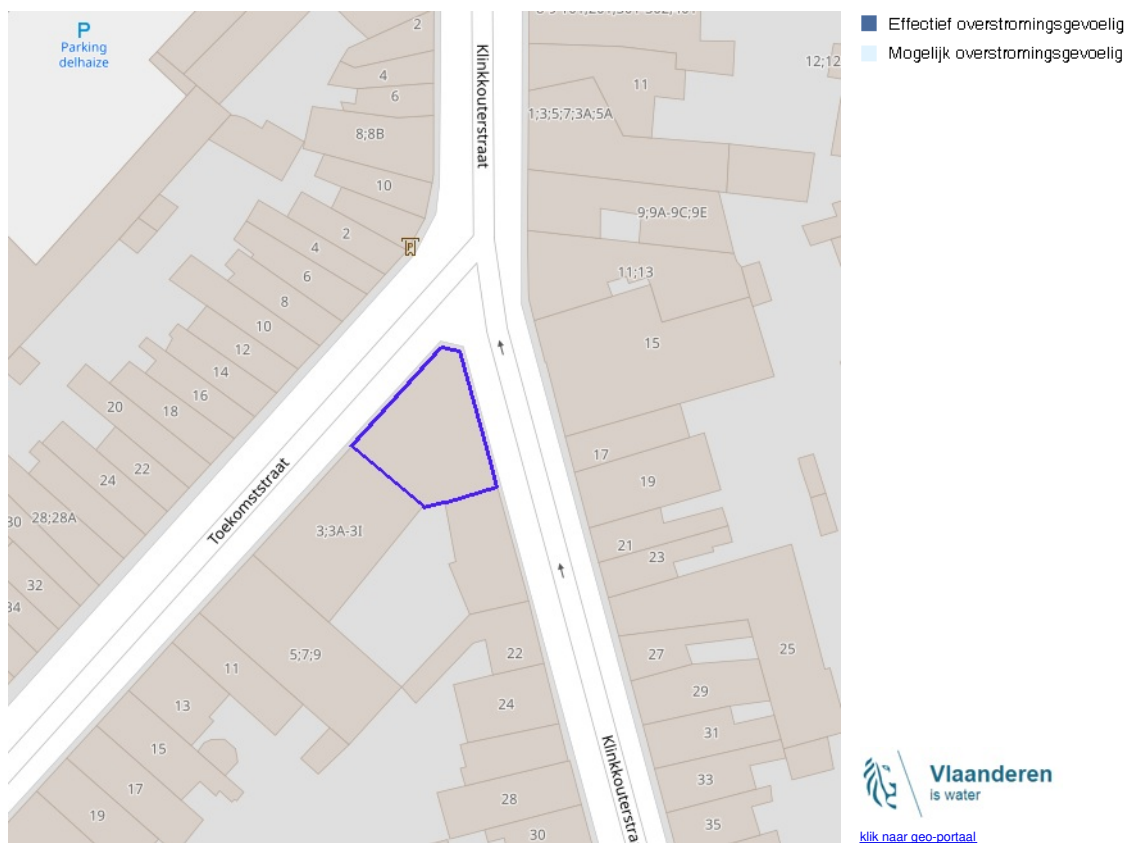 P
Parking
delhaize
2
4
6
8;8B
10
2
4
6
8
10
12
14
16
18
20
22
24
28;28A
30
32
34
Klinkkouterstraat
11
12;12
1;3;5;7;3A;5A
9;9A-9C;9E
11;13
15
17
19
21
23
25
27
29
31
33
35
P
Toekomststraat
3;3A-3I
5;7;9
11
13
15
17
19
22
24
28
30
Klinkkouterstra
Effectief overstromingsgevoelig
Mogelijk overstromingsgevoelig
Vlaanderen
is water
klik naar geo-portaal